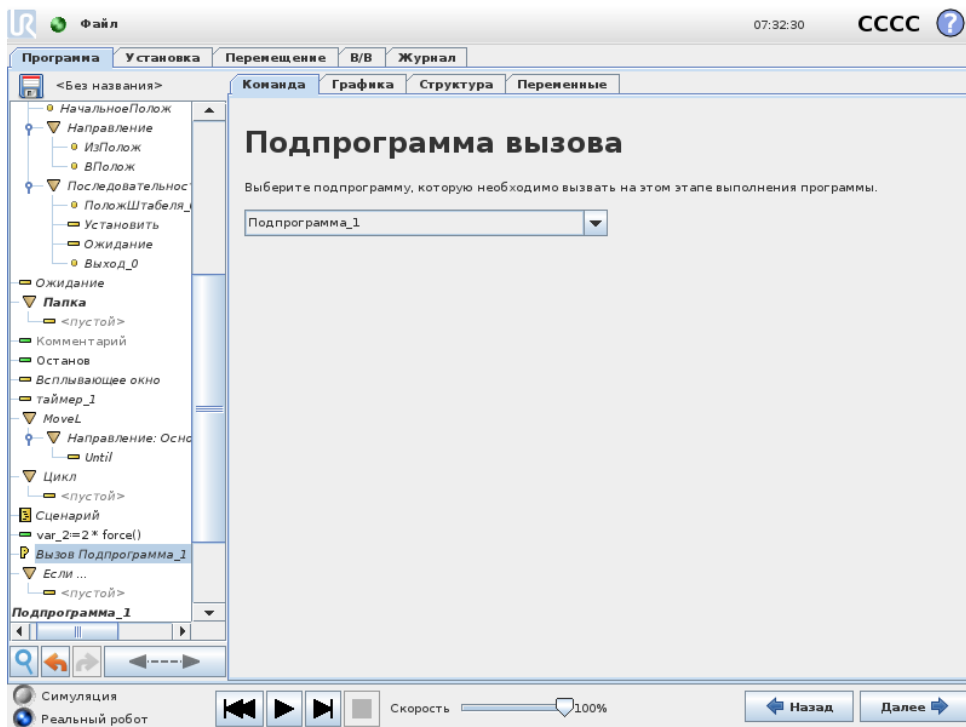 UR Файл 07:32:30 CCCC ?
Программа Установка Перемещение В/В Журнал
<Без названия> Команда Графика Структура Переменные
НачальноеПолож
Направление
ИзПолож
ВПолож
Последовательнос
ПоложШтабеля_
Установить
Ожидание
Выход_0
Ожидание
Папка
<пустой>
Комментарий
Останов
Всплывающее окно
таймер_1
MoveL
Направление: Осно
Until
Цикл
<пустой>
Сценарий
var_2:=2 * force()
Вызов Подпрограмма_1
Если ...
<пустой>
Подпрограмма_1
Подпрограмма вызова
Выберите подпрограмму, которую необходимо вызвать на этом этапе выполнения программы.
Подпрограмма_1
Симуляция
Реальный робот
Скорость 100%
Назад Далее